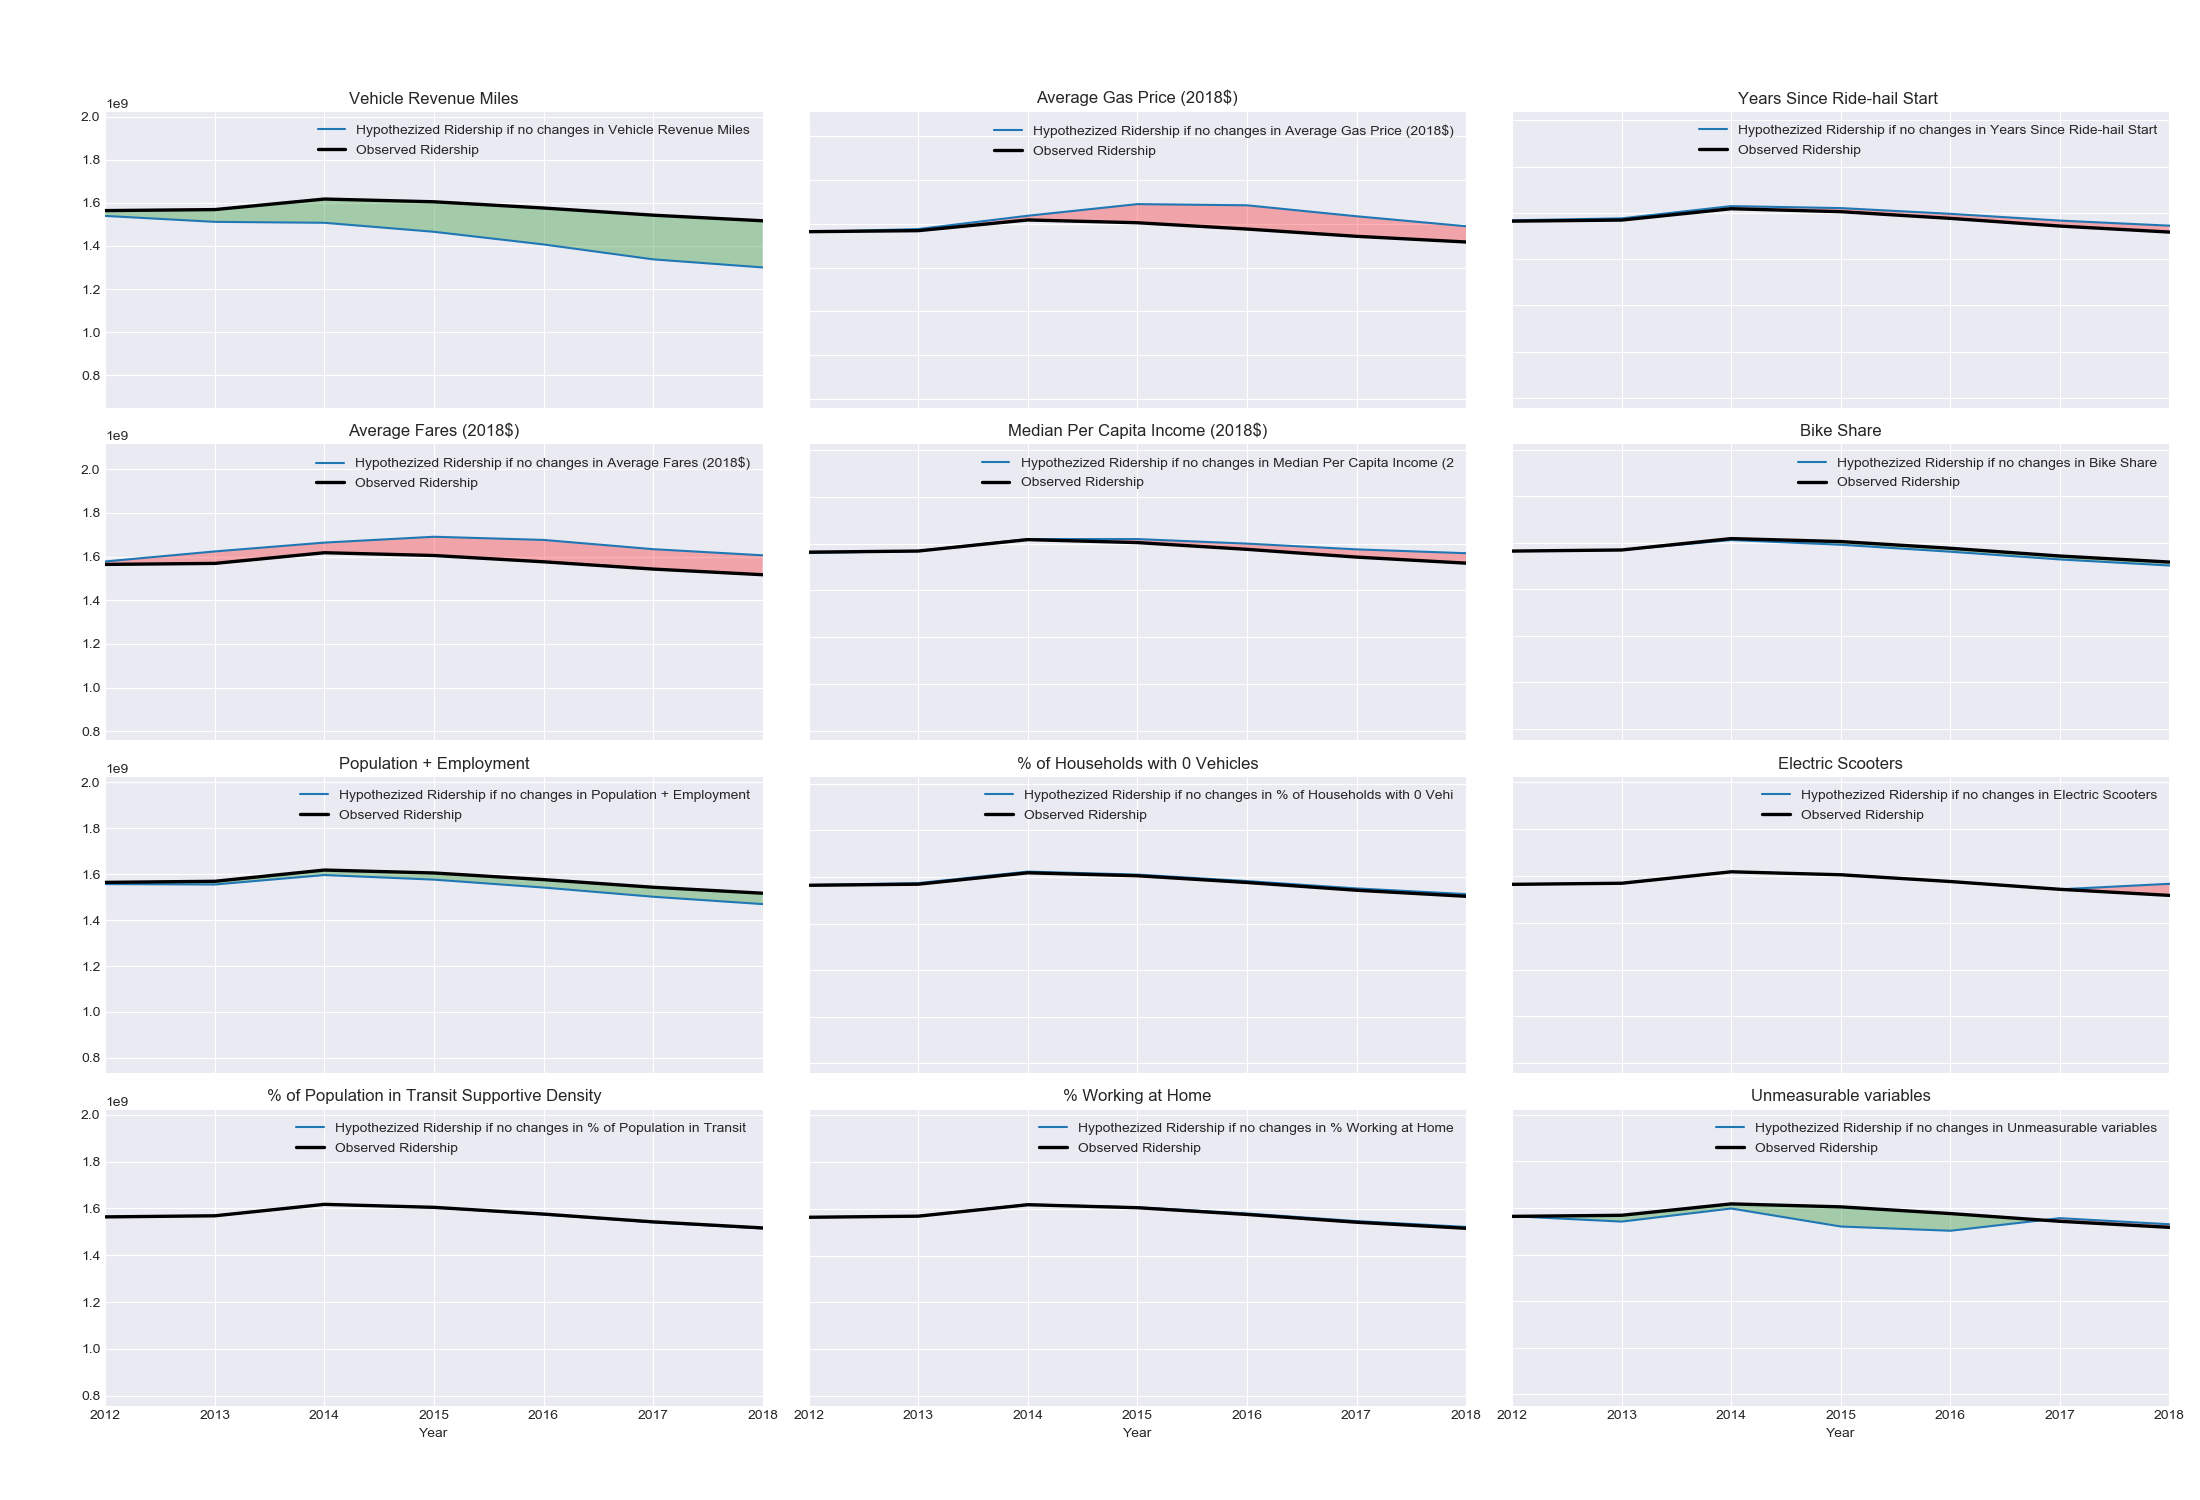 Vehicle Revenue Miles
1e9
2.0
1.8
1.6
1.4
1.2
1.0
0.8
Hypothezized Ridership if no changes in Vehicle Revenue Miles
Observed Ridership
Average Gas Price (2018$)
Hypothezized Ridership if no changes in Average Gas Price (2018$)
Observed Ridership
Years Since Ride-hail Start
Hypothezized Ridership if no changes in Years Since Ride-hail Start
Observed Ridership
Average Fares (2018$)
1e9
2.0
1.8
1.6
1.4
1.2
1.0
0.8
Hypothezized Ridership if no changes in Average Fares (2018$)
Observed Ridership
Median Per Capita Income (2018$)
Hypothezized Ridership if no changes in Median Per Capita Income (2
Observed Ridership
Bike Share
Hypothezized Ridership if no changes in Bike Share
Observed Ridership
Population + Employment
1e9
2.0
1.8
1.6
1.4
1.2
1.0
0.8
Hypothezized Ridership if no changes in Population + Employment
Observed Ridership
% of Households with 0 Vehicles
Hypothezized Ridership if no changes in % of Households with 0 Vehi
Observed Ridership
Electric Scooters
Hypothezized Ridership if no changes in Electric Scooters
Observed Ridership
% of Population in Transit Supportive Density
1e9
2.0
1.8
1.6
1.4
1.2
1.0
0.8
Hypothezized Ridership if no changes in % of Population in Transit
Observed Ridership
2012 2013 2014 2015 2016 2017 2018
Year
% Working at Home
Hypothezized Ridership if no changes in % Working at Home
Observed Ridership
2012 2013 2014 2015 2016 2017 2018
Year
Unmeasurable variables
Hypothezized Ridership if no changes in Unmeasurable variables
Observed Ridership
2012 2013 2014 2015 2016 2017 2018
Year